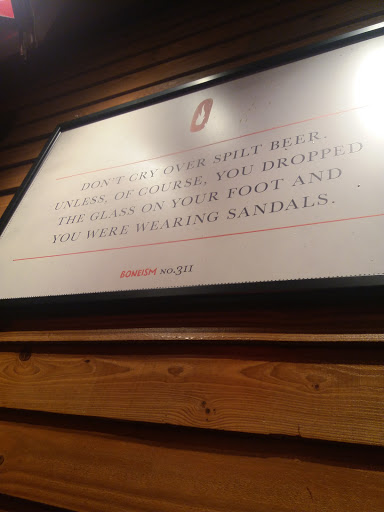 DON'T CRY OVER SPILT BEER.
UNLESS, OF COURSE, YOU DROPPED
THE GLASS ON YOUR FOOT AND
YOU WERE WEARING SANDALS.
BONEISM NO.311